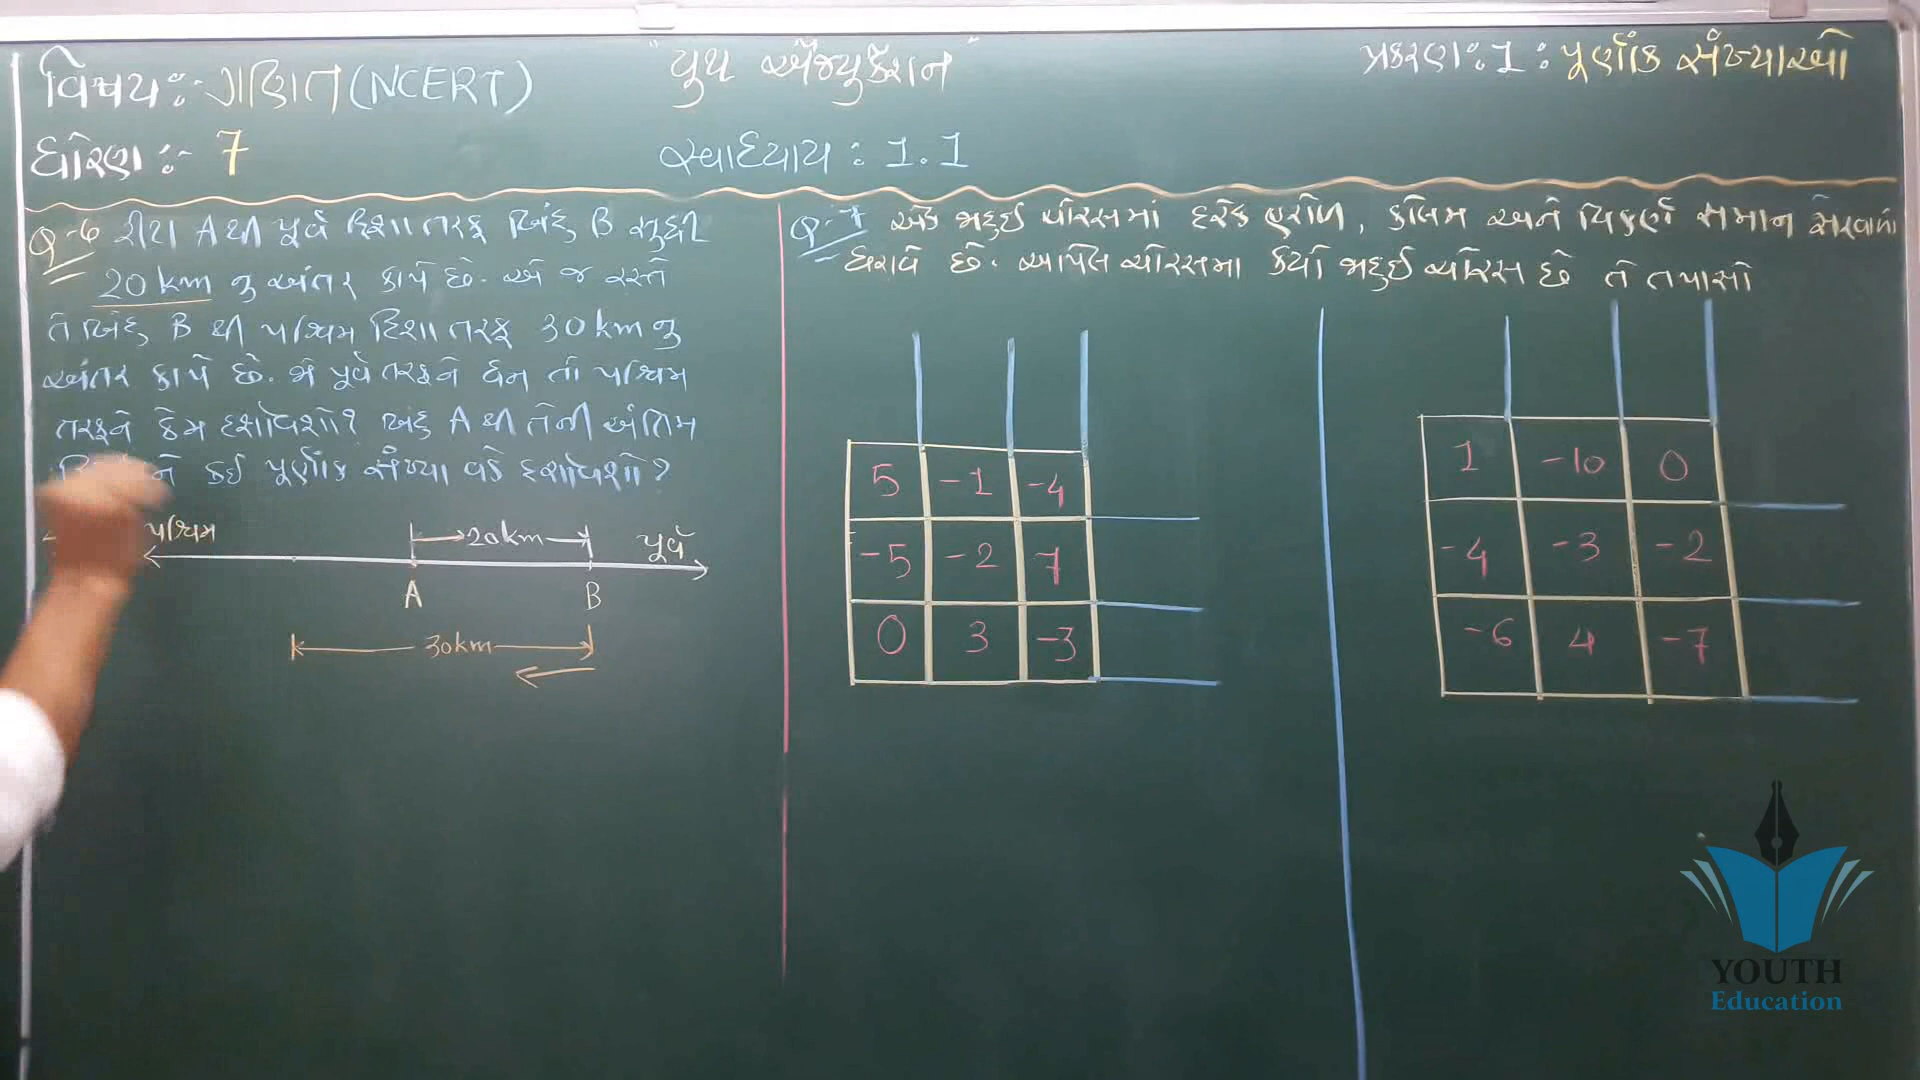 વિષય:- ગણિત (NCERT)
"યુથ એજ્યુકેશન"
પ્રકરણ: 1 : પૂર્ણાંક સંખ્યાઓ
ધોરણ :- 7
સ્વાધ્યાય : 1.1
Q-6 રીટા A થી પૂર્વ દિશા તરફ બિંદુ B સુધી
20 km નુ અંતર કાપે છે. એ જ રસ્તે
તે બિંદુ B થી પશ્ચિમ દિશા તરફ 30 km નુ
અંતર કાપે છે. જો પૂર્વ તરફને ધન તો પશ્ચિમ
તરફને કેમ દર્શાવશો? બિંદુ A થી તેની અંતિમ
ને કઈ પૂર્ણાંક સંખ્યા વડે દર્શાવશો?
પશ્ચિમ
20km
પૂર્વ
A B
30km
Q-7 એક જાદુઈ ચોરસમાં દરેક હરોળ, કોલમ અને વિકર્ણ સમાન સરવાળો
ધરાવે છે. આપેલ ચોરસમા કયો જાદુઈ ચોરસ છે તે તપાસો
5 -1 -4
-5 -2 7
0 3 -3
1 -10 0
-4 -3 -2
-6 4 -7
YOUTH
Education